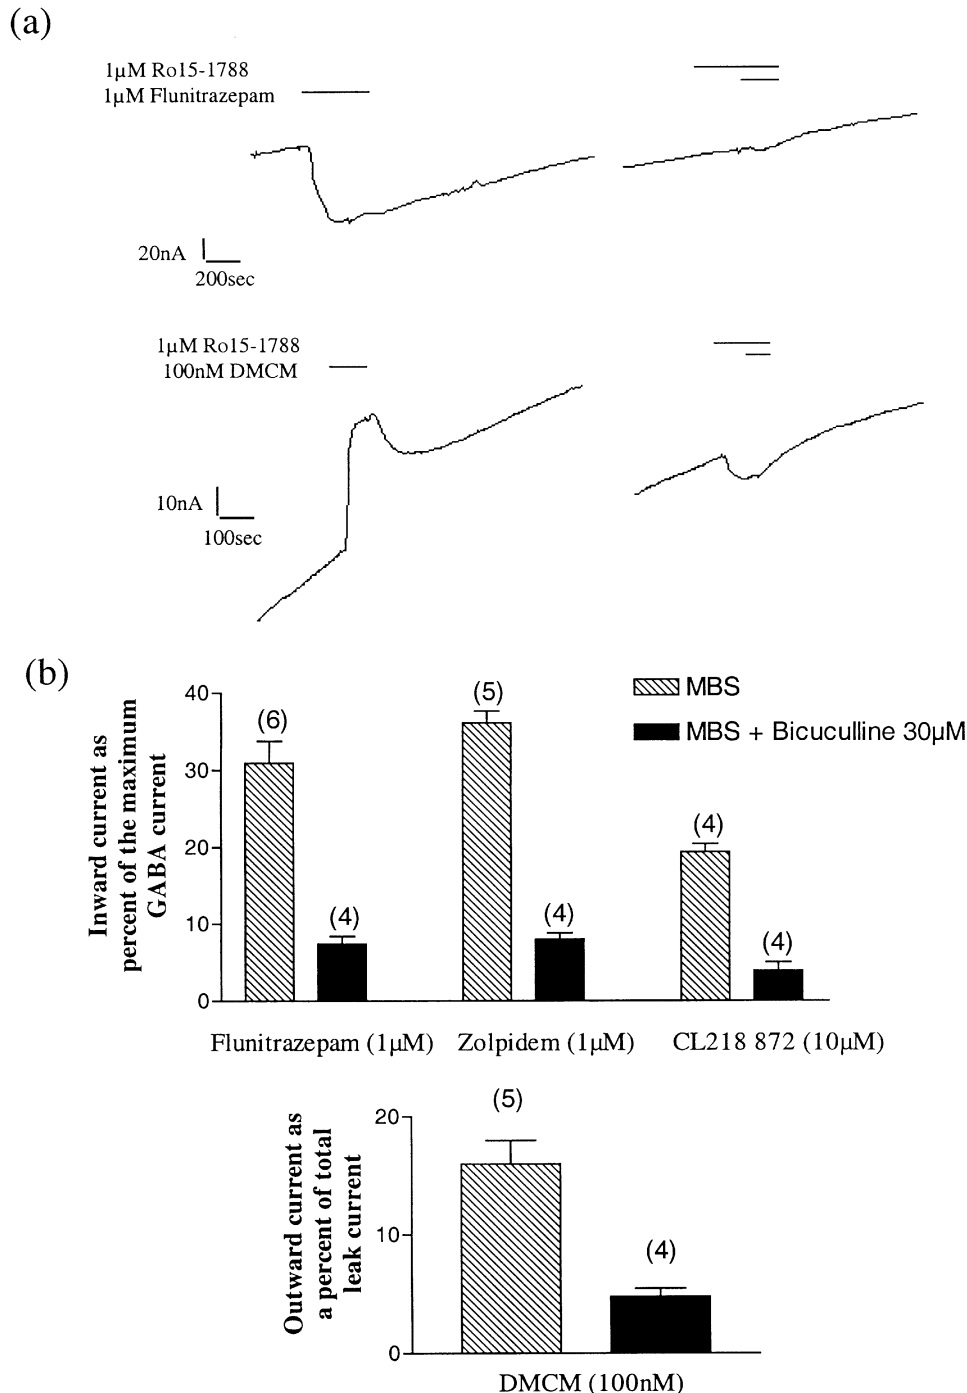 (a)
1µM Ro15-1788
1µM Flunitrazepam
20nA
200sec
1µM Ro15-1788
100nM DMCM
10nA
100sec
(b)
MBS
MBS + Bicuculline 30µM
Inward current as
percent of the maximum
GABA current
40
30
20
10
0
(6)
(4)
(5)
(4)
(4)
(4)
Flunitrazepam (1µM)
Zolpidem (1µM)
CL218 872 (10µM)
Outward current as
a percent of total
leak current
20
10
0
(5)
(4)
DMCM (100nM)